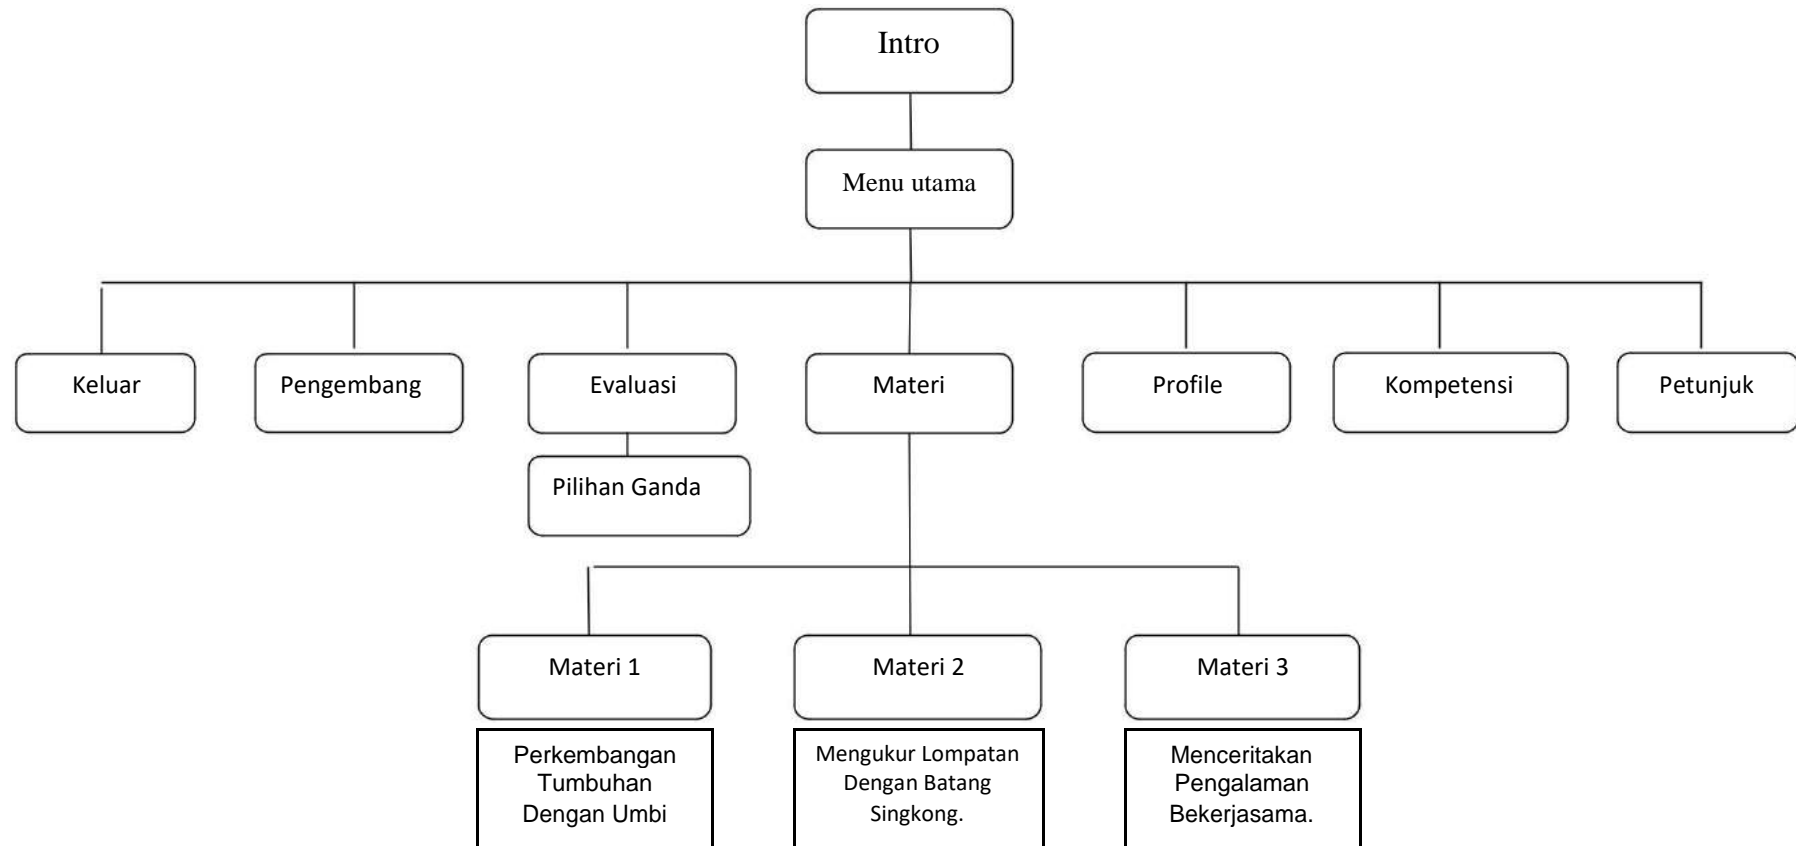 Intro
Menu utama
Keluar
Pengembang
Evaluasi
Materi
Profile
Kompetensi
Petunjuk
Pilihan Ganda
Materi 1
Materi 2
Materi 3
Perkembangan
Tumbuhan
Dengan Umbi
Mengukur Lompatan
Dengan Batang
Singkong.
Menceritakan
Pengalaman
Bekerjasama.